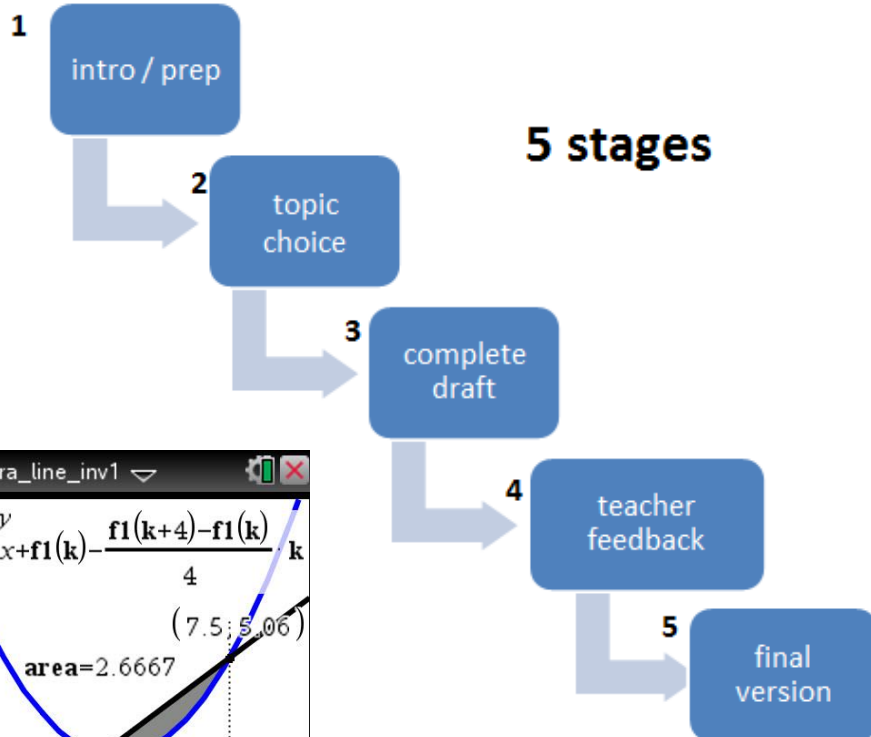 1
intro / prep
5 stages
2
topic
choice
3
complete
draft
4
teacher
feedback
5
final
version
ra_line_inv1
y
x+f1(k)-f1(k+4)-f1(k)/4 k
(7.5;5.06)
area=2.6667